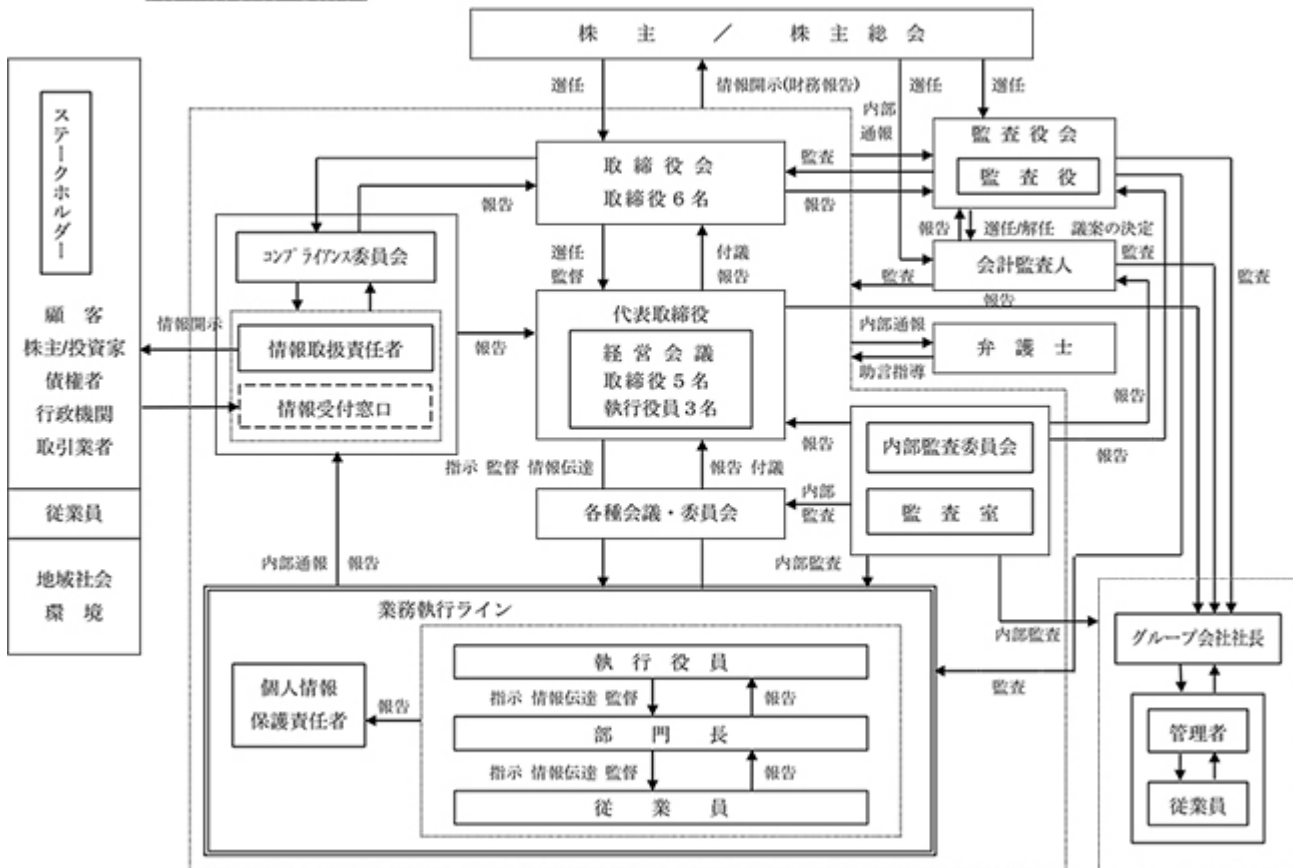 株主／株主総会
選任
情報開示(財務報告)
選任
選任
内部
通報
ステークホルダー
顧客
株主/投資家
債権者
行政機関
取引業者
従業員
地域社会
環境
取締役会
取締役6名
監査
報告
監査役会
監査役
報告
報告
選任/解任 議案の決定
コンプライアンス委員会
選任
監督
付議
報告
会計監査人
監査
監査
監査
報告
情報開示
情報取扱責任者
情報受付窓口
報告
代表取締役
経営会議
取締役5名
執行役員3名
内部通報
助言指導
弁護士
報告
報告
報告
内部監査委員会
監査室
指示 監督 情報伝達
報告 付議
各種会議・委員会
内部
監査
内部通報 報告
内部監査
業務執行ライン
内部監査
監査
グループ会社社長
執行役員
指示 情報伝達 監督
報告
個人情報
保護責任者
報告
部門長
指示 情報伝達 監督
報告
従業員
管理者
従業員